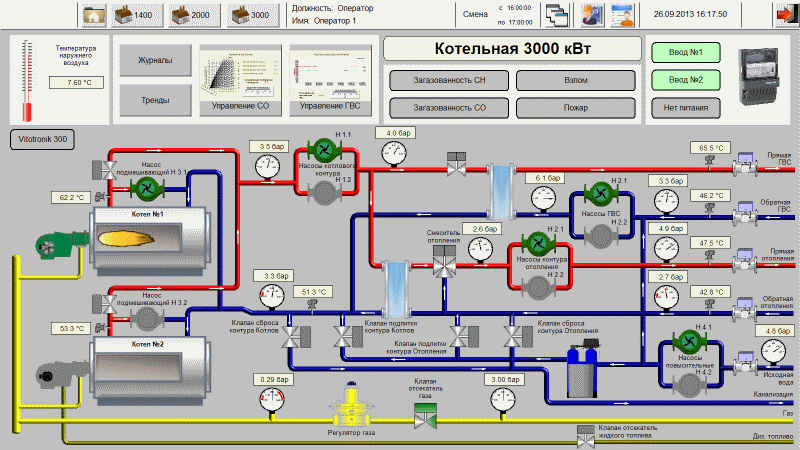 1400
2000
3000
Должность: Оператор
Имя: Оператор 1
Смена
с 16:00:00
по 17:00:00
26.09.2013 16:17:50
Температура
наружнего
воздуха
7.60 °C
Журналы
Тренды
Управление СО
Управление ГВС
Котельная 3000 кВт
Загазованность СН
Взлом
Загазованность СО
Пожар
Ввод №1
Ввод №2
Нет питания
Vitotronik 300
3.5 бар
Н 1.1
4.0 бар
65.5 °C
Прямая
ГВС
Насос
подмешивающий Н 3.1
Насосы котлового
контура
Н 1.2
62.2 °C
6.1 бар
Н 2.1
3.3 бар
46.2 °C
Обратная
ГВС
Котел №1
Насосы ГВС
Н 2.2
Смеситель
отопления
2.6 бар
Н 2.1
4.9 бар
47.5 °C
Прямая
отопления
Насосы контура
отопления
Н 2.2
3.3 бар
51.3 °C
2.7 бар
42.6 °C
Обратная
отопления
Насос
подмешивающий Н 3.2
53.3 °C
Клапан сброса
контура Котлов
Клапан подпитки
контура Котлов
Клапан подпитки
контура Отопления
Клапан сброса
контура Отопления
Н 4.1
4.8 бар
Котел №2
Насосы
повысительные
Н 4.2
Исходная
вода
0.29 бар
Клапан
отсекатель
газа
3.00 бар
Канализация
Газ
Регулятор газа
Клапан отсекатель
жидкого топлива
Диз. топливо